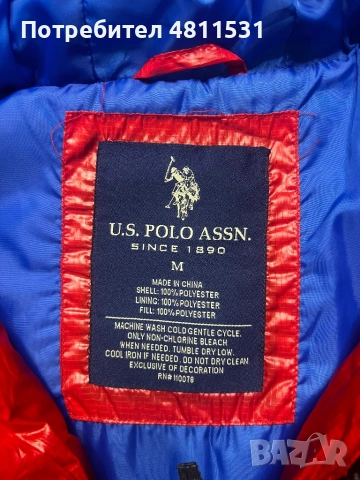 Потребител 4811531
U.S. POLO ASSN.
SINCE 1890
M
MADE IN CHINA
SHELL: 100% POLYESTER
LINING: 100% POLYESTER
FILL: 100% POLYESTER
MACHINE WASH COLD GENTLE CYCLE.
ONLY NON-CHLORINE BLEACH
WHEN NEEDED. TUMBLE DRY LOW.
COOL IRON IF NEEDED. DO NOT DRY CLEAN
EXCLUSIVE OF DECORATION
RN# 110078
BAZAR